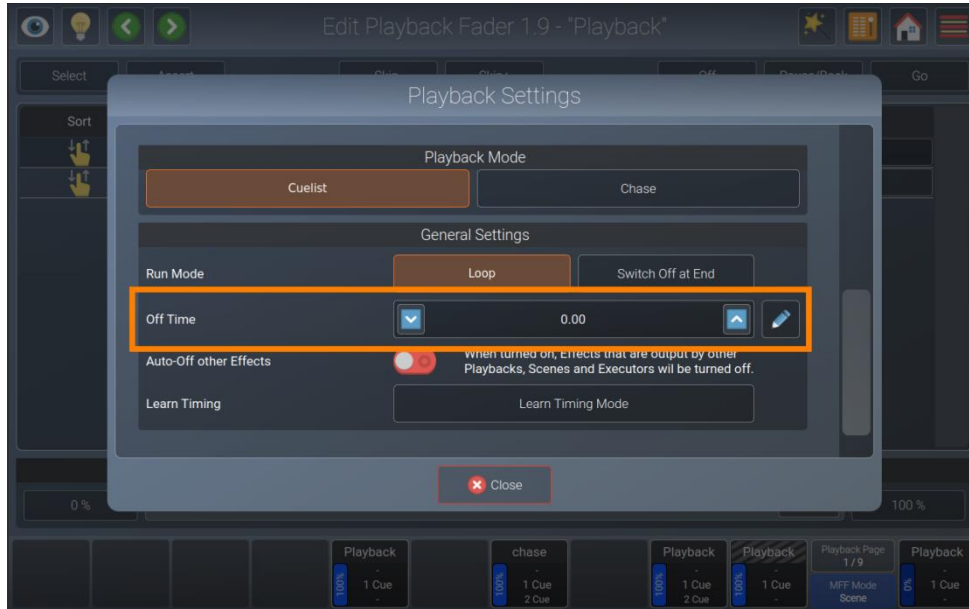 Edit Playback Fader 1.9 - "Playback"
Select
Off
Go
Playback Settings
Sort
Playback Mode
Cuelist
Chase
General Settings
Run Mode
Loop
Switch Off at End
Off Time
0.00
Auto-Off other Effects
When turned on, Effects that are output by other
Playbacks, Scenes and Executors wil be turned off.
Learn Timing
Learn Timing Mode
Close
0 %
100 %
Playback
100%
-
1 Cue
-
chase
100%
-
1 Cue
2 Cue
Playback
100%
-
1 Cue
2 Cue
Playback
100%
-
1 Cue
-
Playback Page
1/9
MFF Mode
Scene
Playback
0%
-
1 Cue
-